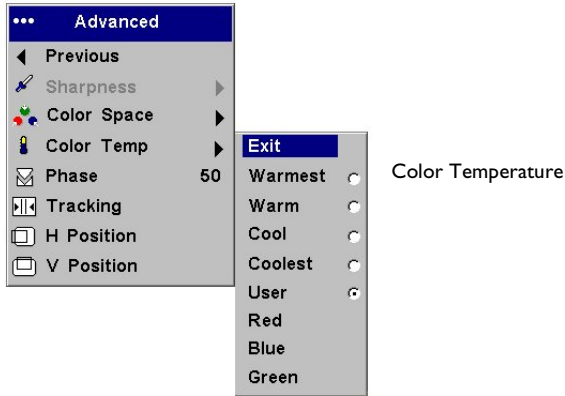 ••• Advanced
Previous
Sharpness
Color Space
Color Temp
Phase 50
Tracking
H Position
V Position
Exit
Warmest
Warm
Cool
Coolest
User
Red
Blue
Green
Color Temperature